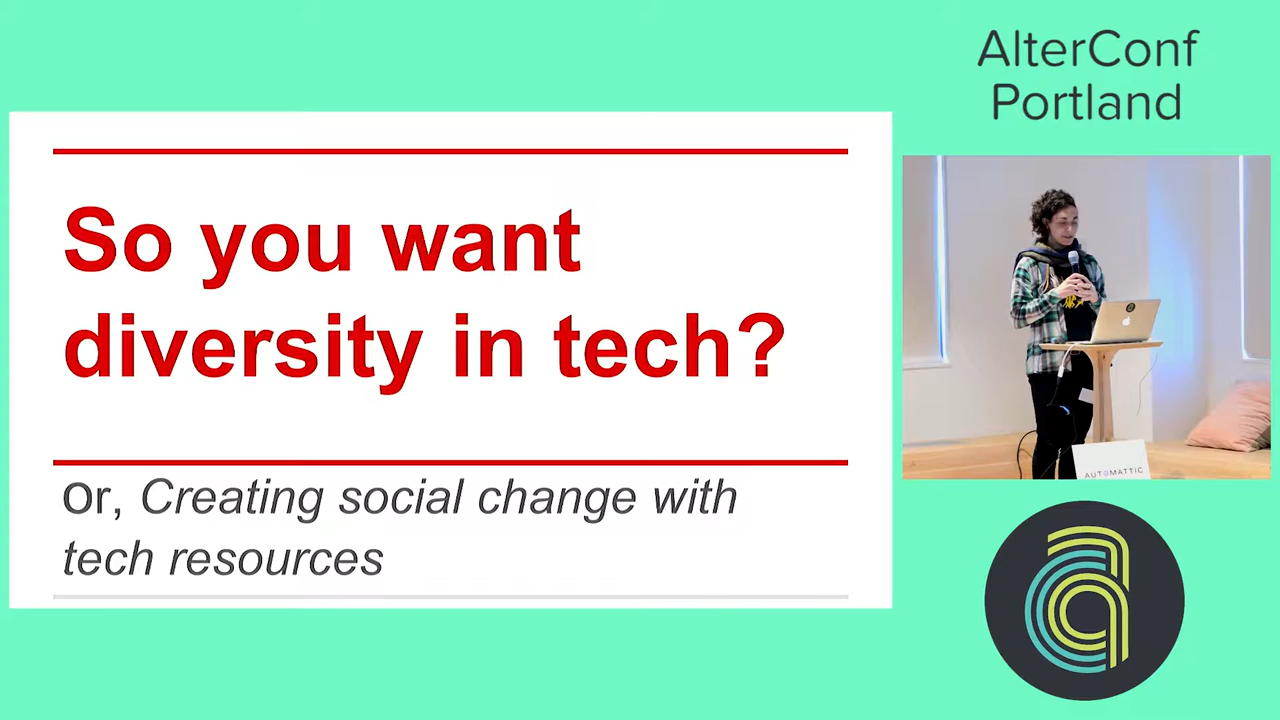 AlterConf
Portland
So you want
diversity in tech?
Or, Creating social change with
tech resources
AUTOMATTIC